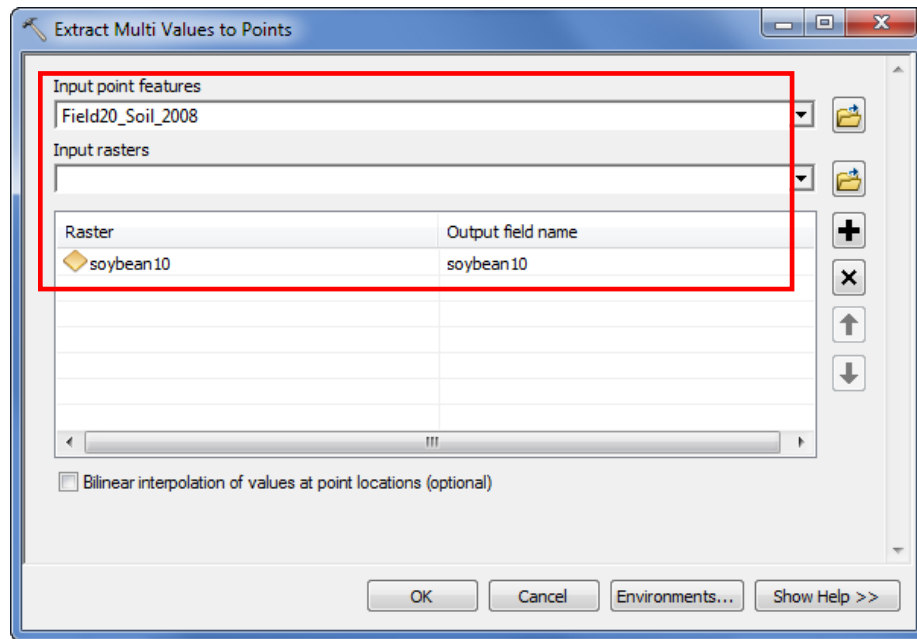 Extract Multi Values to Points
Input point features
Field20_Soil_2008
Input rasters
Raster Output field name
soybean10 soybean10
Bilinear interpolation of values at point locations (optional)
OK Cancel Environments... Show Help >>